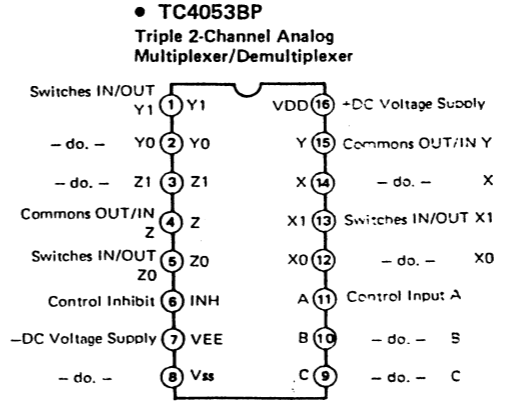 • TC4053BP
Triple 2-Channel Analog
Multiplexer/Demultiplexer
Switches IN/OUT
Y1 1 Y1
VDD 16 +DC Voltage Supply
– do. – Y0 2 Y0
Y 15 Commons OUT/IN Y
– do. – Z1 3 Z1
X 14 – do. – X
Commons OUT/IN
Z 4 Z
X1 13 Switches IN/OUT X1
Switches IN/OUT
Z0 5 Z0
X0 12 – do. – X0
Control Inhibit 6 INH
A 11 Control Input A
–DC Voltage Supply 7 VEE
B 10 – do. – B
– do. – 8 Vss
C 9 – do. – C